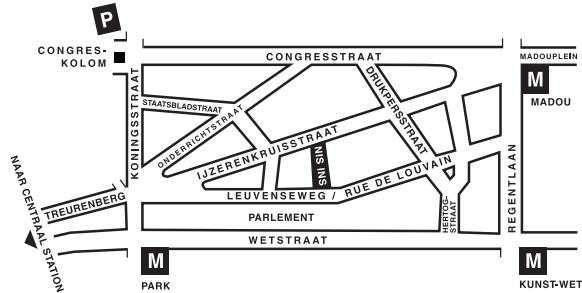 P
CONGRES-
KOLOM
CONGRESSTRAAT
MADOUPLEIN
M
MADOU
KONINGSSTRAAT
STAATSBLADSTRAAT
ONDERRICHTSTRAAT
DRUKPERSSTRAAT
IJZERENKRUISSTRAAT
NIS INS
LEUVENSEWEG / RUE DE LOUVAIN
REGENTLAAN
NAAR CENTRAAL STATION
TREURENBERG
PARLEMENT
HERTOG-
STRAAT
WETSTRAAT
M
PARK
M
KUNST-WET